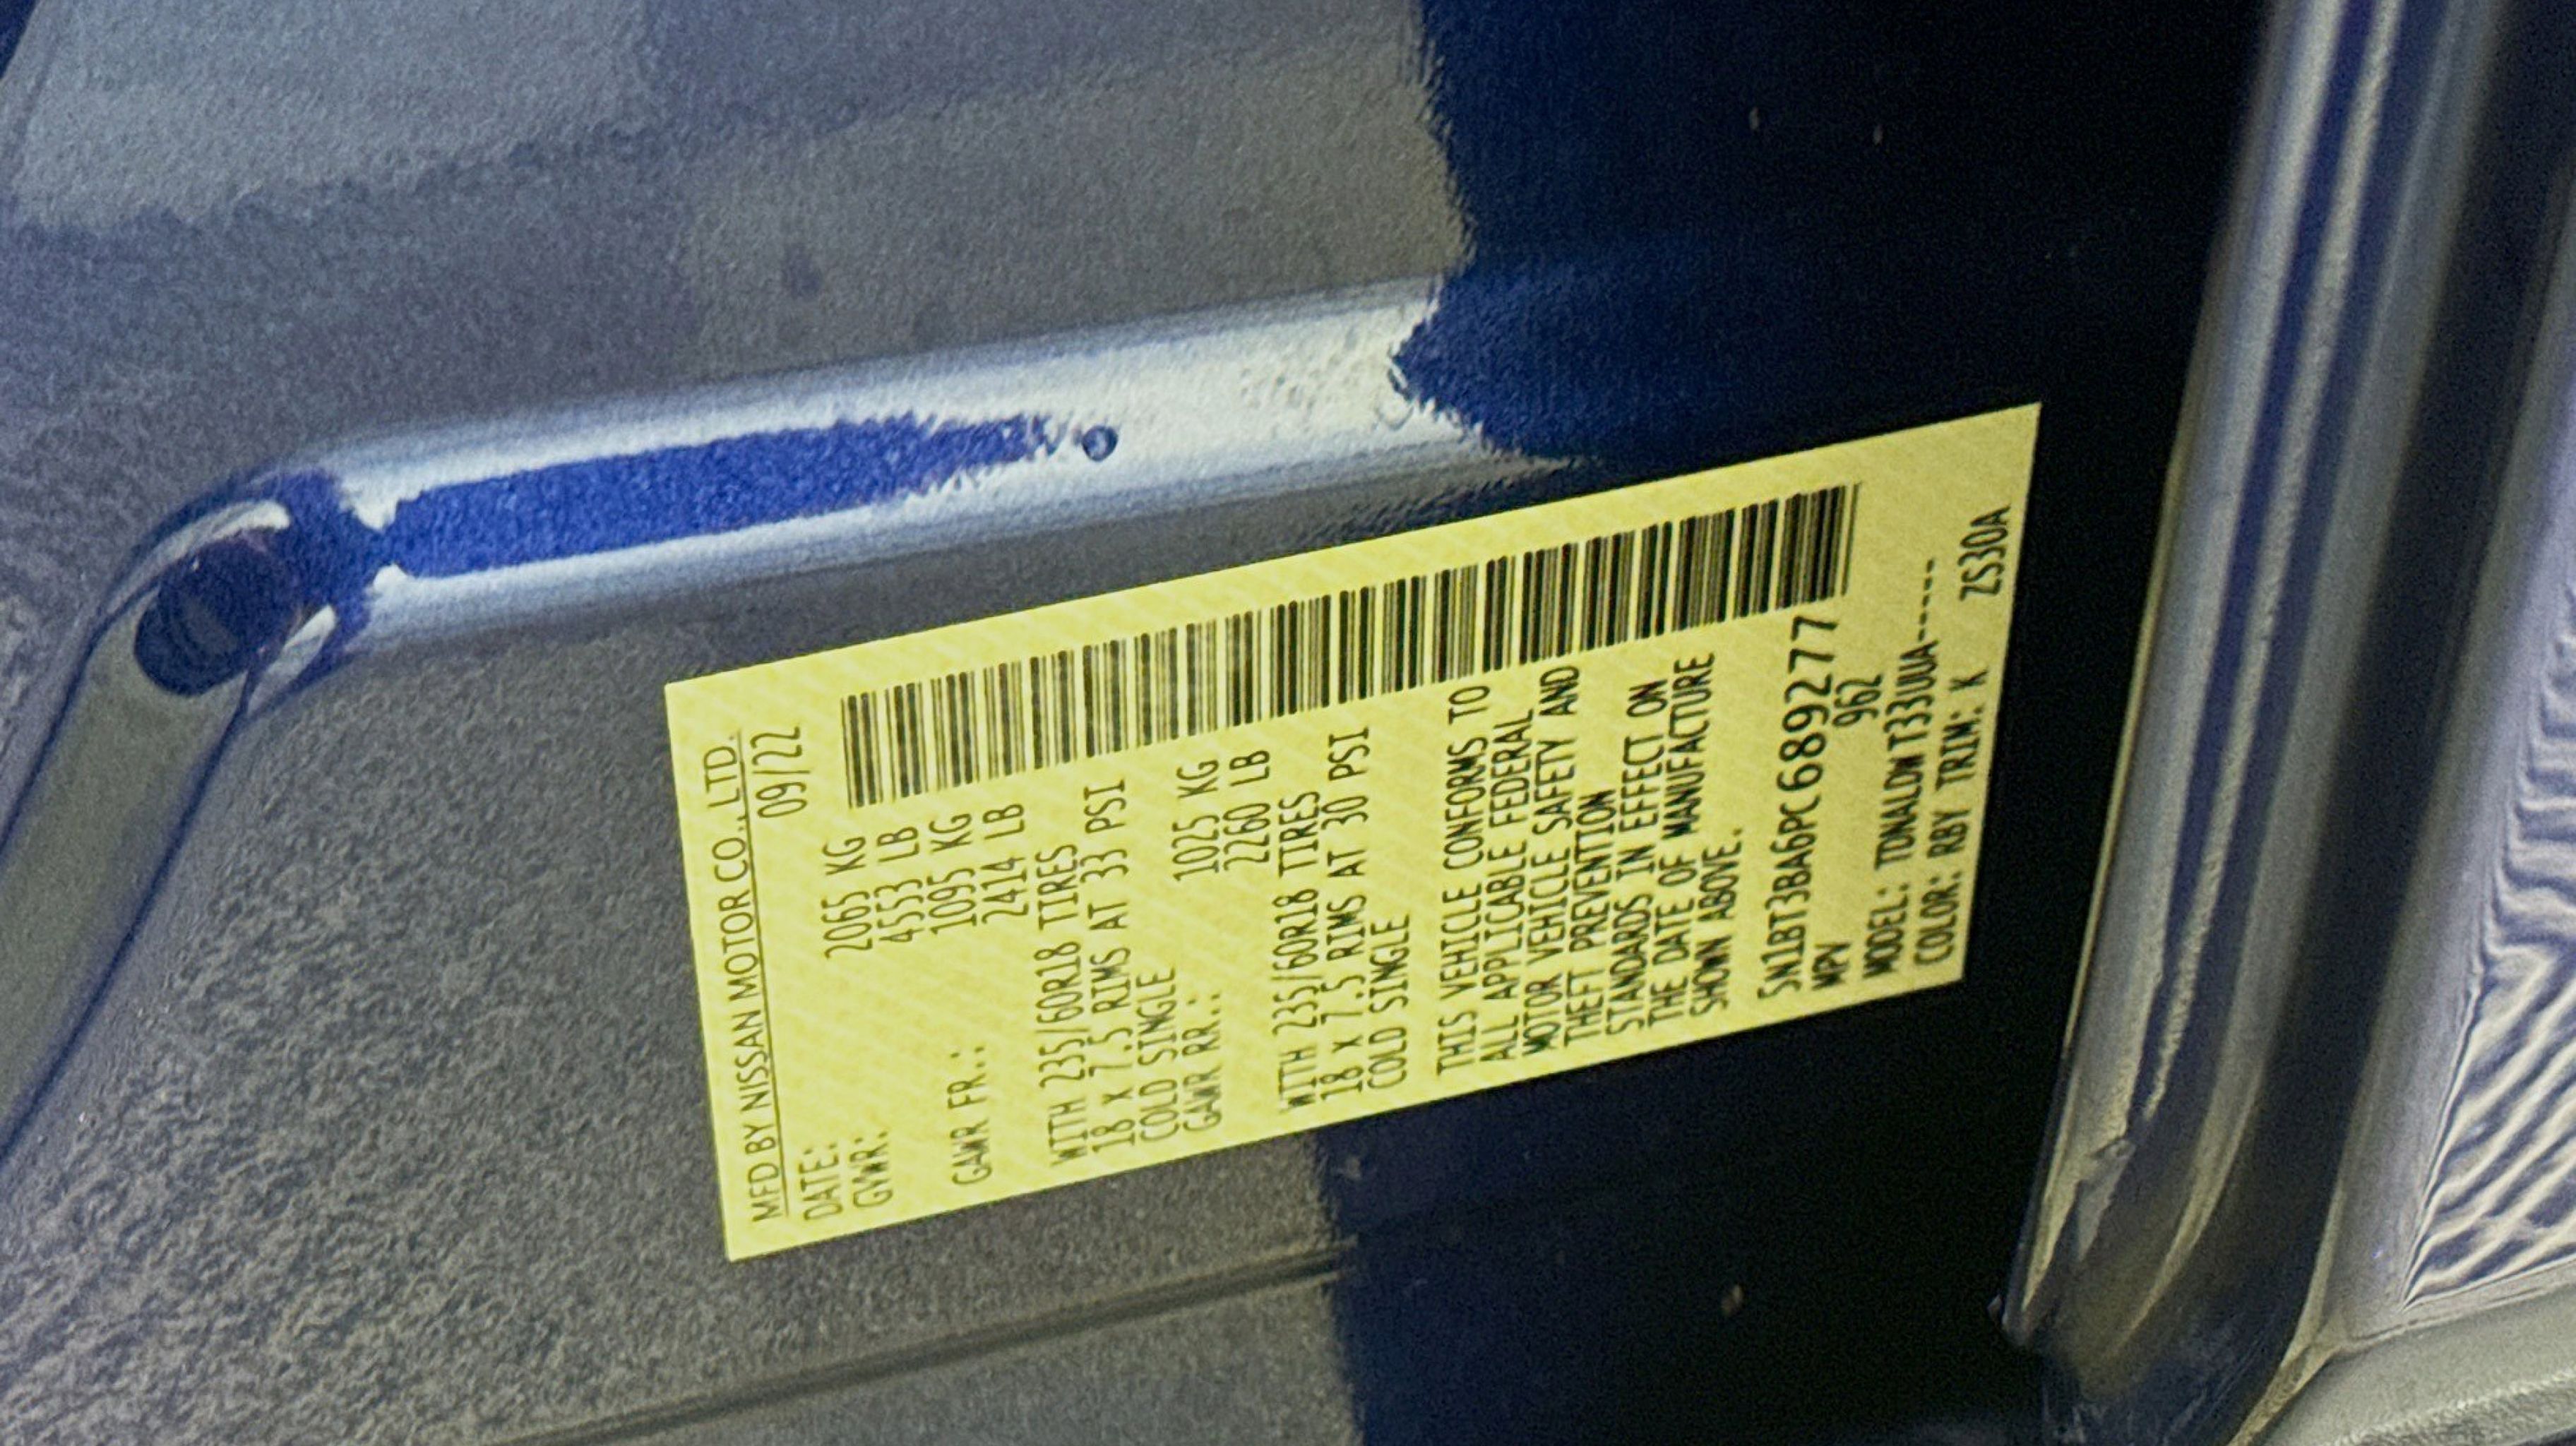 MFD BY NISSAN MOTOR CO.,LTD.
DATE: 09/22
GVWR: 2065 KG
4553 LB
GAWR FR.: 1095 KG
2414 LB
WITH 235/60R18 TIRES
18 X 7.5 RIMS AT 33 PSI
COLD SINGLE
GAWR RR.: 1025 KG
2260 LB
WITH 235/60R18 TIRES
18 X 7.5 RIMS AT 30 PSI
COLD SINGLE
THIS VEHICLE CONFORMS TO
ALL APPLICABLE FEDERAL
MOTOR VEHICLE SAFETY AND
THEFT PREVENTION
STANDARDS IN EFFECT ON
THE DATE OF MANUFACTURE
SHOWN ABOVE.
5N1BT3BA6PC689277
MPV 962
MODEL: TDNALDW T33UUA-----
COLOR: RBY TRIM: K ZS30A